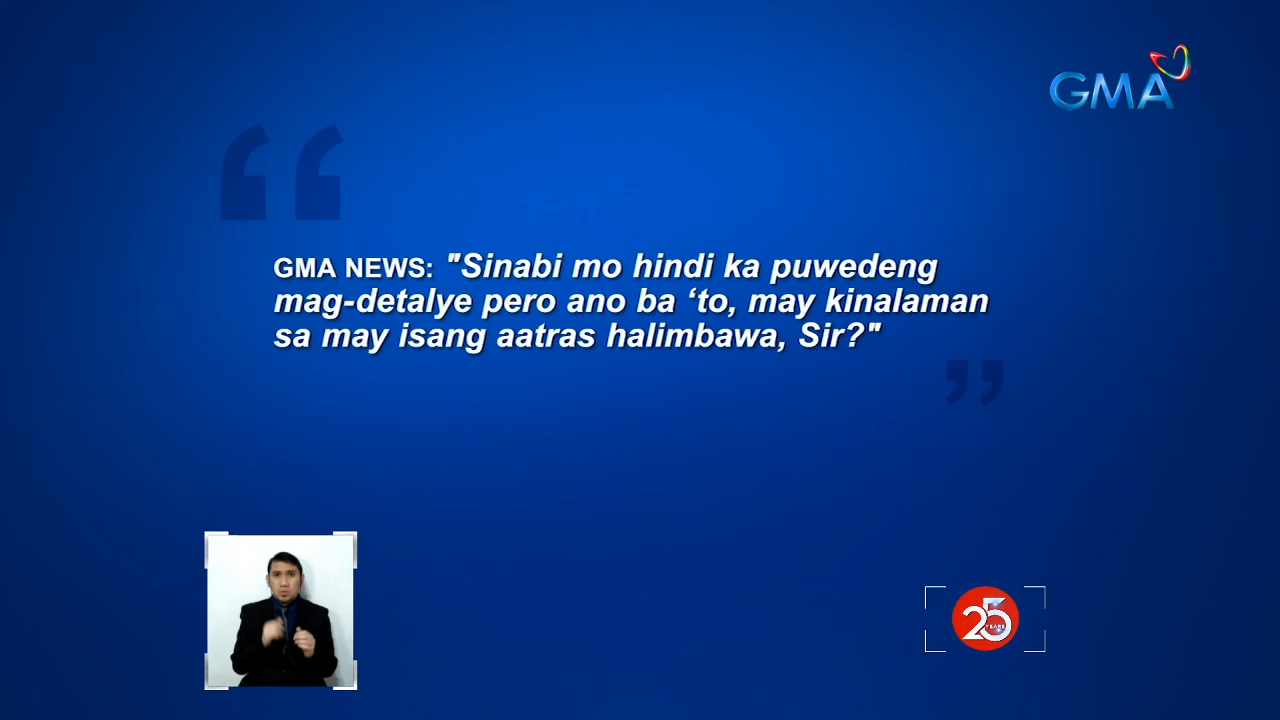 GMA
GMA NEWS: "Sinabi mo hindi ka puwedeng
mag-detalye pero ano ba ‘to, may kinalaman
sa may isang aatras halimbawa, Sir?"
25
YEARS